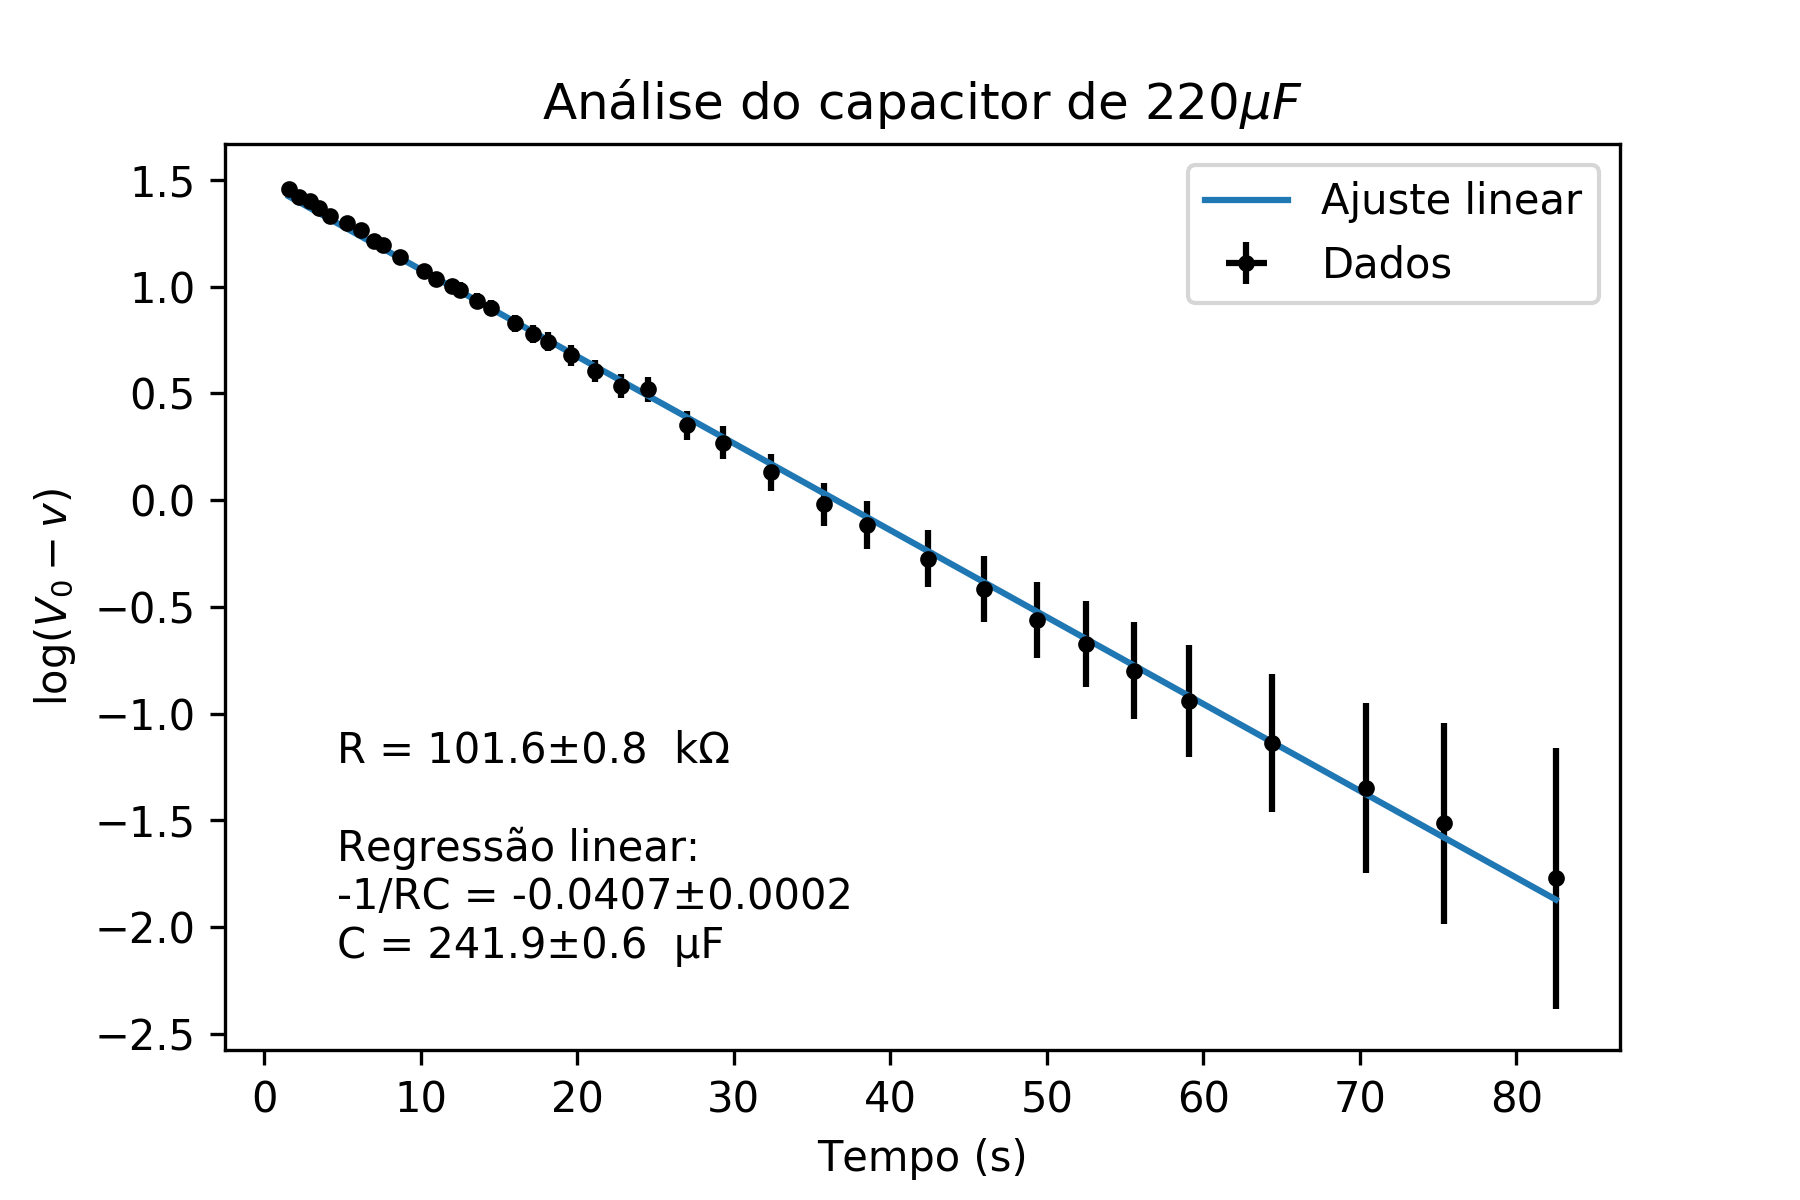 Análise do capacitor de 220μF
Ajuste linear
Dados
1.5
1.0
0.5
0.0
−0.5
−1.0
−1.5
−2.0
−2.5
log(V₀ − v)
R = 101.6±0.8 kΩ
Regressão linear:
-1/RC = -0.0407±0.0002
C = 241.9±0.6 μF
0 10 20 30 40 50 60 70 80
Tempo (s)